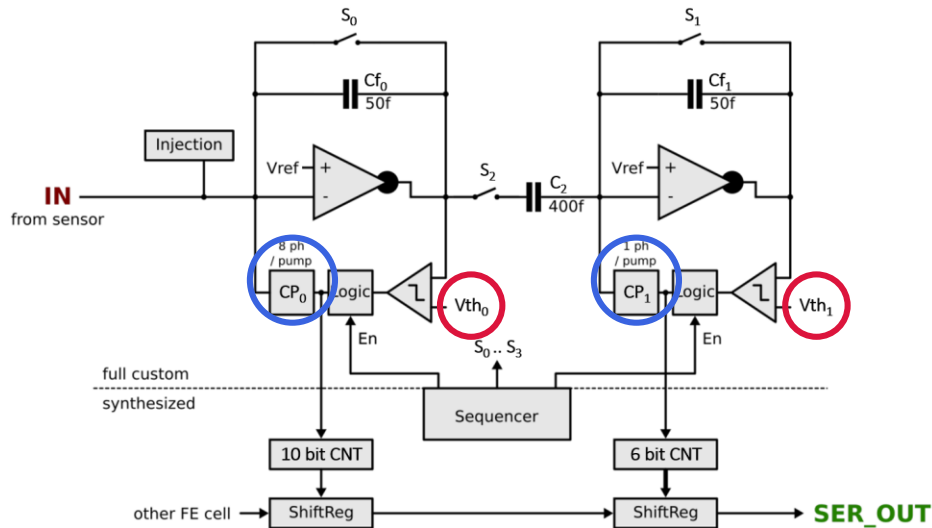 S0
S1
Cf0
50f
Cf1
50f
Injection
Vref
+
-
S2
C2
400f
Vref
+
-
IN
from sensor
8 ph
/ pump
CP0
Logic
Vth0
En
1 ph
/ pump
CP1
Logic
Vth1
En
S0 .. S3
full custom
synthesized
Sequencer
10 bit CNT
6 bit CNT
other FE cell
ShiftReg
ShiftReg
SER_OUT